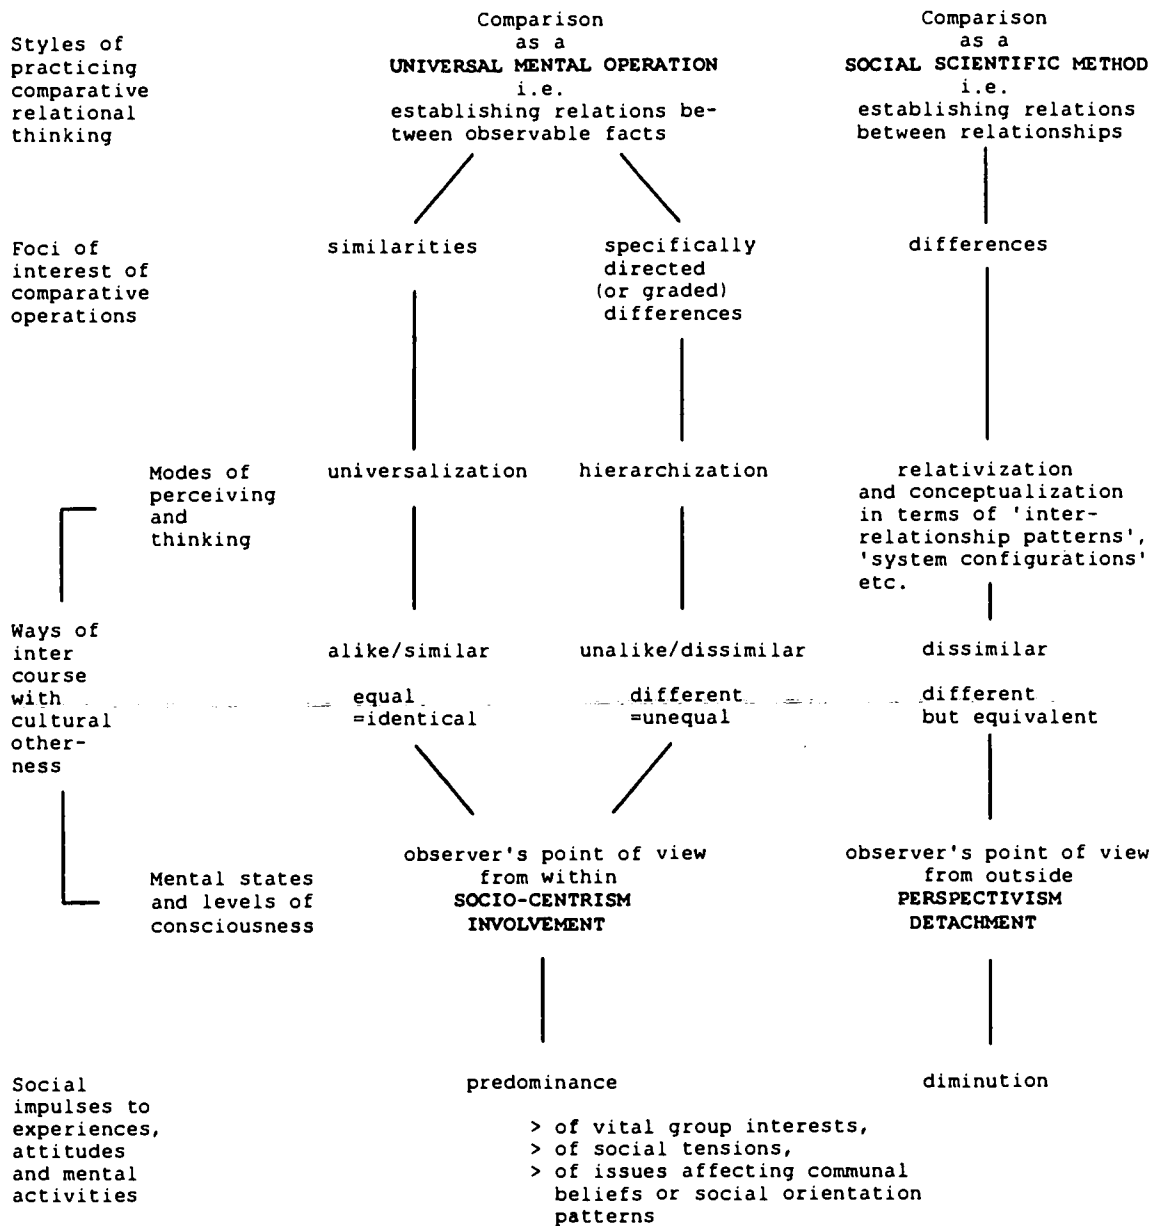 Styles of
practicing
comparative
relational
thinking
Comparison
as a
UNIVERSAL MENTAL OPERATION
i.e.
establishing relations be-
tween observable facts
Comparison
as a
SOCIAL SCIENTIFIC METHOD
i.e.
establishing relations
between relationships
Foci of
interest of
comparative
operations
similarities
specifically
directed
(or graded)
differences
differences
Modes of
perceiving
and
thinking
universalization
hierarchization
relativization
and conceptualization
in terms of 'inter-
relationship patterns',
'system configurations'
etc.
Ways of
inter
course
with
cultural
other-
ness
alike/similar
equal
=identical
unalike/dissimilar
different
=unequal
dissimilar
different
but equivalent
Mental states
and levels of
consciousness
observer's point of view
from within
SOCIO-CENTRISM
INVOLVEMENT
observer's point of view
from outside
PERSPECTIVISM
DETACHMENT
Social
impulses to
experiences,
attitudes
and mental
activities
predominance
diminution
> of vital group interests,
> of social tensions,
> of issues affecting communal
beliefs or social orientation
patterns